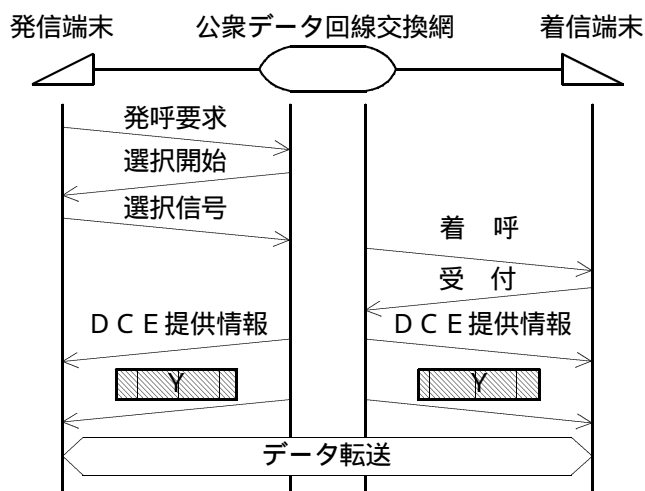 発信端末 公衆データ回線交換網 着信端末
発呼要求
選択開始
選択信号
着 呼
受 付
ＤＣＥ提供情報 ＤＣＥ提供情報
Y Y
データ転送